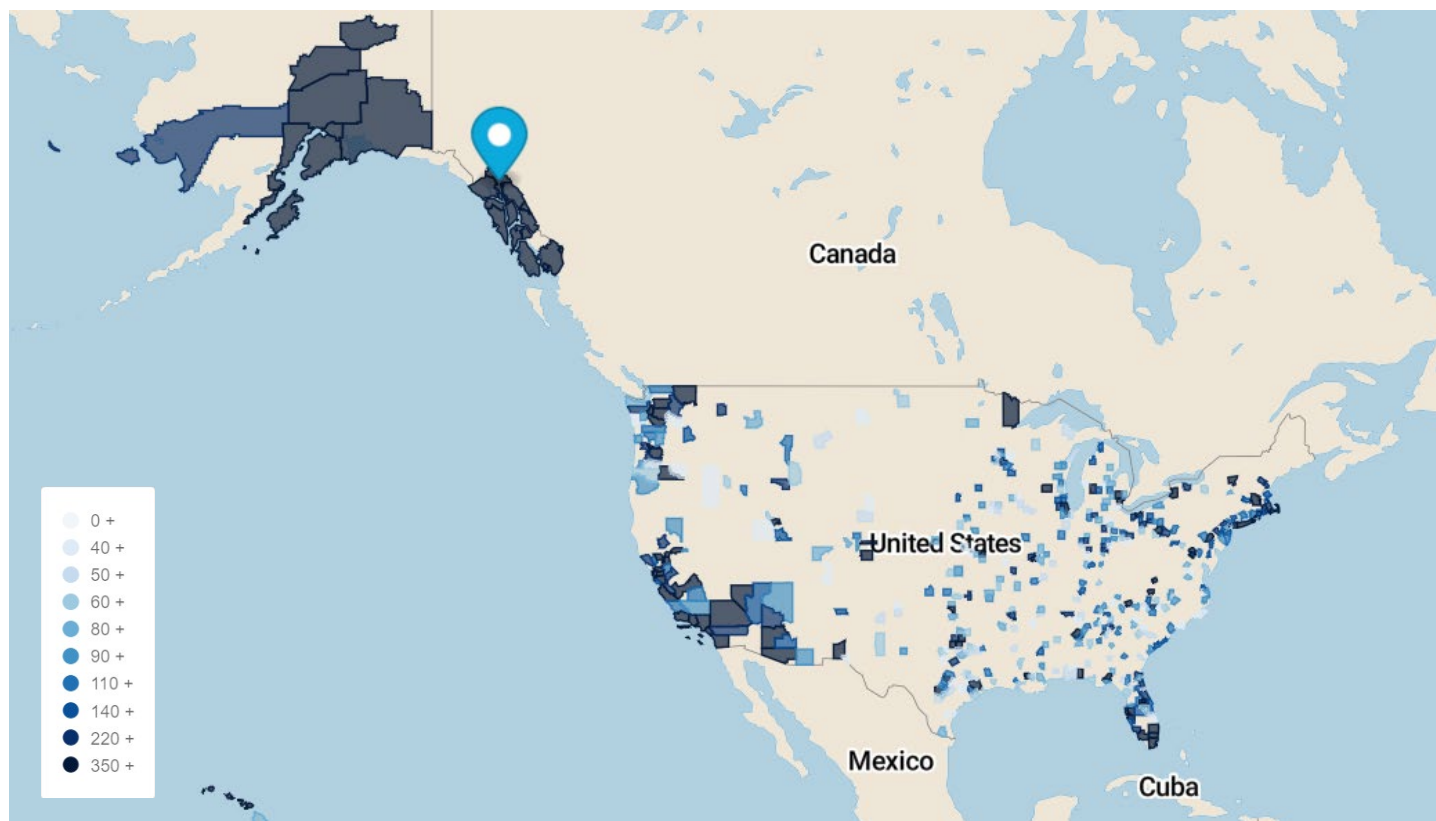 Canada
United States
Mexico
Cuba
0 +
40 +
50 +
60 +
80 +
90 +
110 +
140 +
220 +
350 +